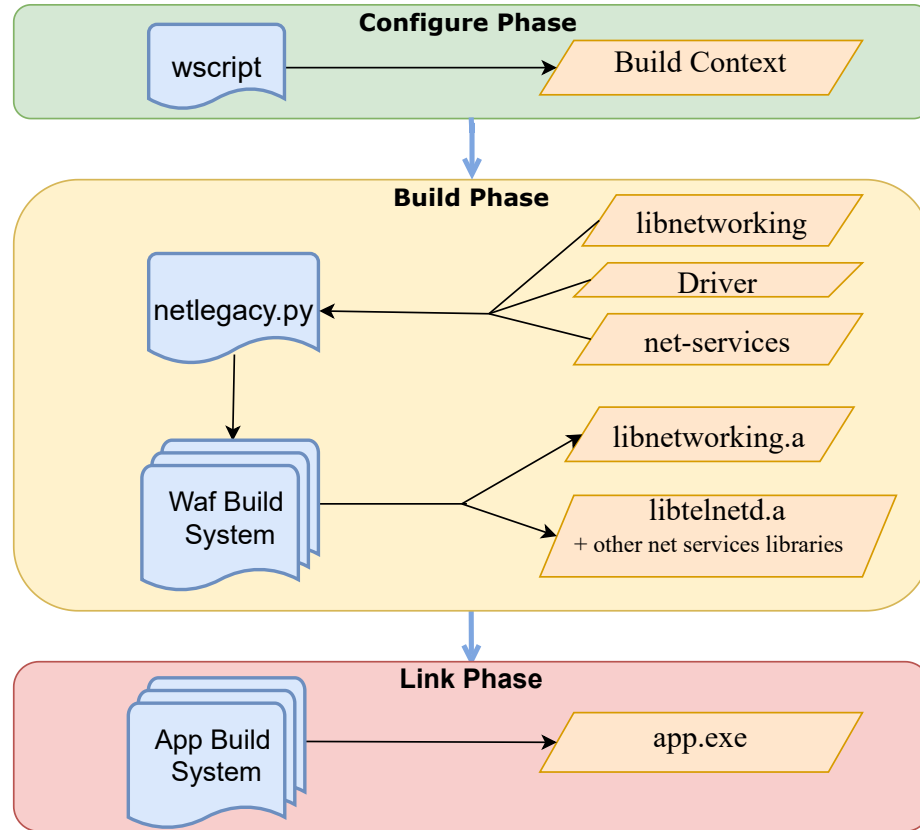 Configure Phase
wscript
Build Context
Build Phase
libnetworking
Driver
netlegacy.py
net-services
libnetworking.a
Waf Build
System
libtelnetd.a
+ other net services libraries
Link Phase
App Build
System
app.exe